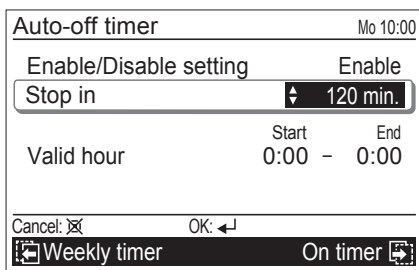 Auto-off timer Mo 10:00
Enable/Disable setting Enable
Stop in 120 min.
Start End
Valid hour 0:00 – 0:00
Cancel: OK:
Weekly timer On timer